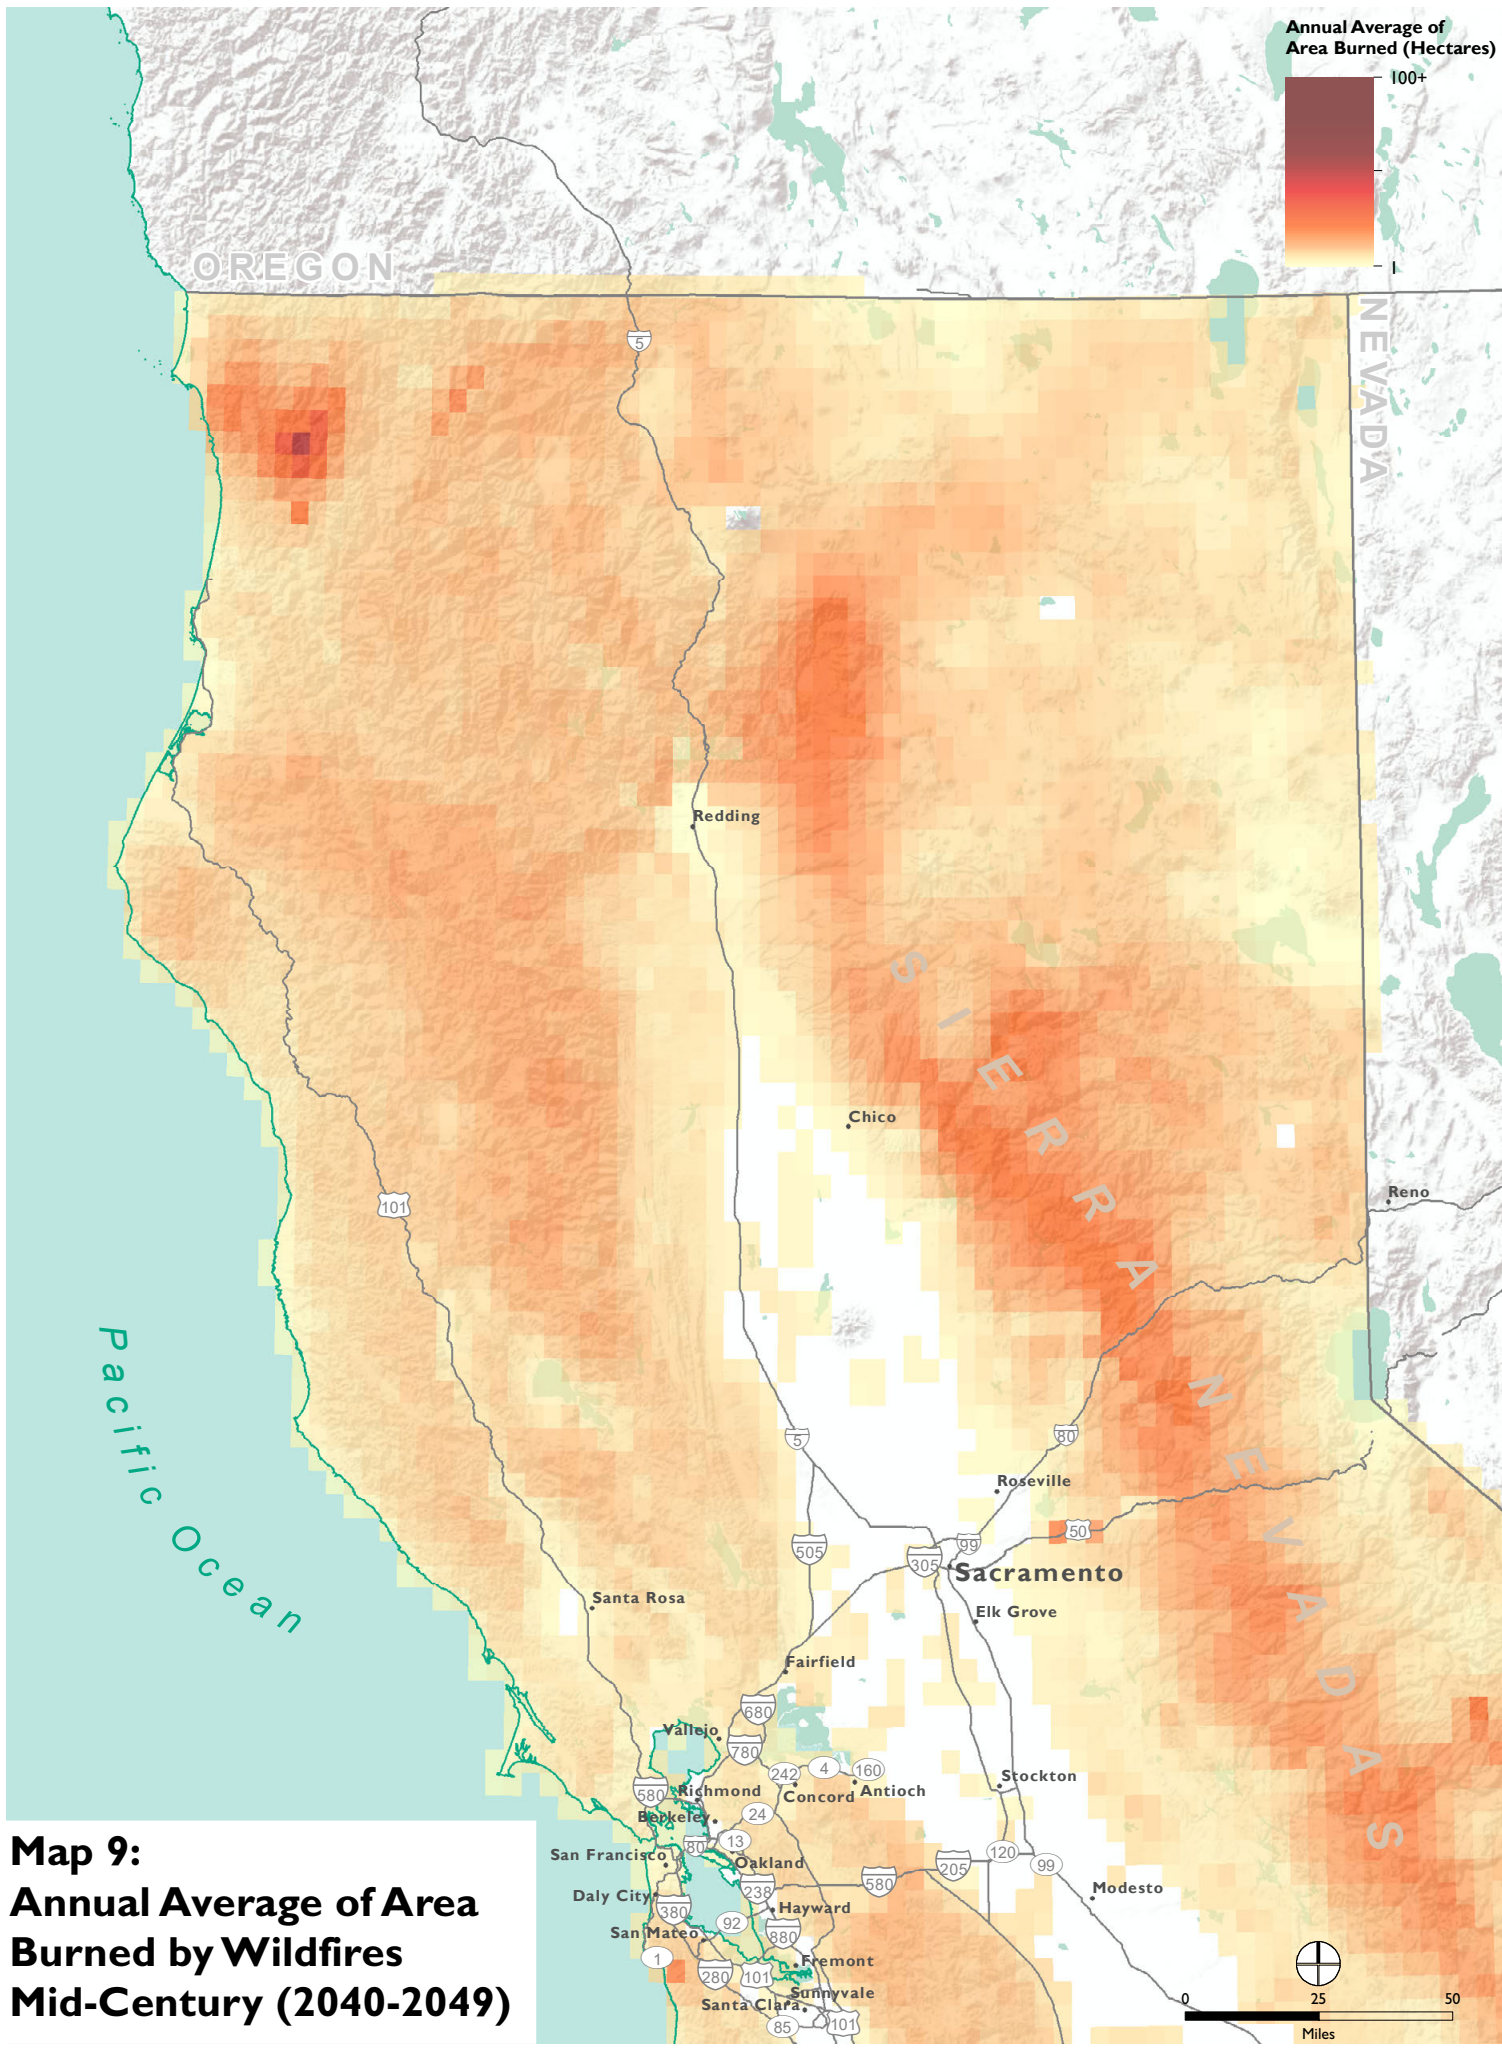 Annual Average of
Area Burned (Hectares)
100+
1
OREGON
NEVADA
5
Redding
SIERRA NEVADAS
Chico
Reno
101
Pacific Ocean
5
80
Roseville
50
505
99
305
Sacramento
Santa Rosa
Elk Grove
Fairfield
680
Vallejo
780
242
4
160
Stockton
580
Richmond
Concord
Antioch
24
Berkeley
13
80
120
San Francisco
Oakland
205
99
580
Daly City
238
Modesto
380
Hayward
92
San Mateo
880
1
Fremont
280
101
Sunnyvale
Santa Clara
85
101
Map 9:
Annual Average of Area
Burned by Wildfires
Mid-Century (2040-2049)
0
25
50
Miles